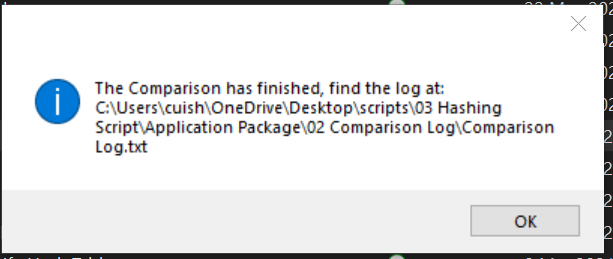 The Comparison has finished, find the log at:
C:\Users\cuish\OneDrive\Desktop\scripts\03 Hashing
Script\Application Package\02 Comparison Log\Comparison
Log.txt
OK